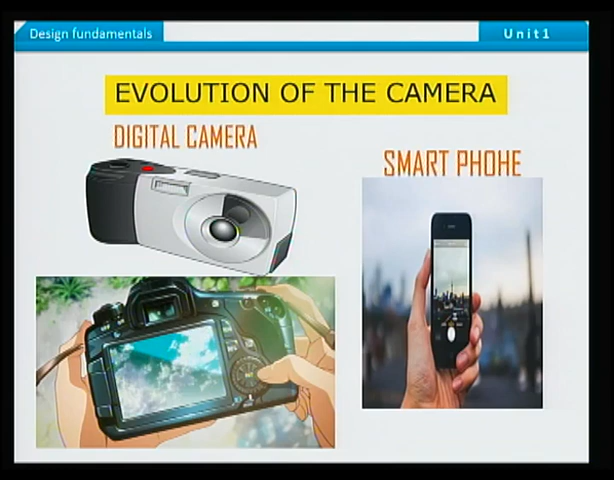 Design fundamentals
Unit1
EVOLUTION OF THE CAMERA
DIGITAL CAMERA
SMART PHOHE